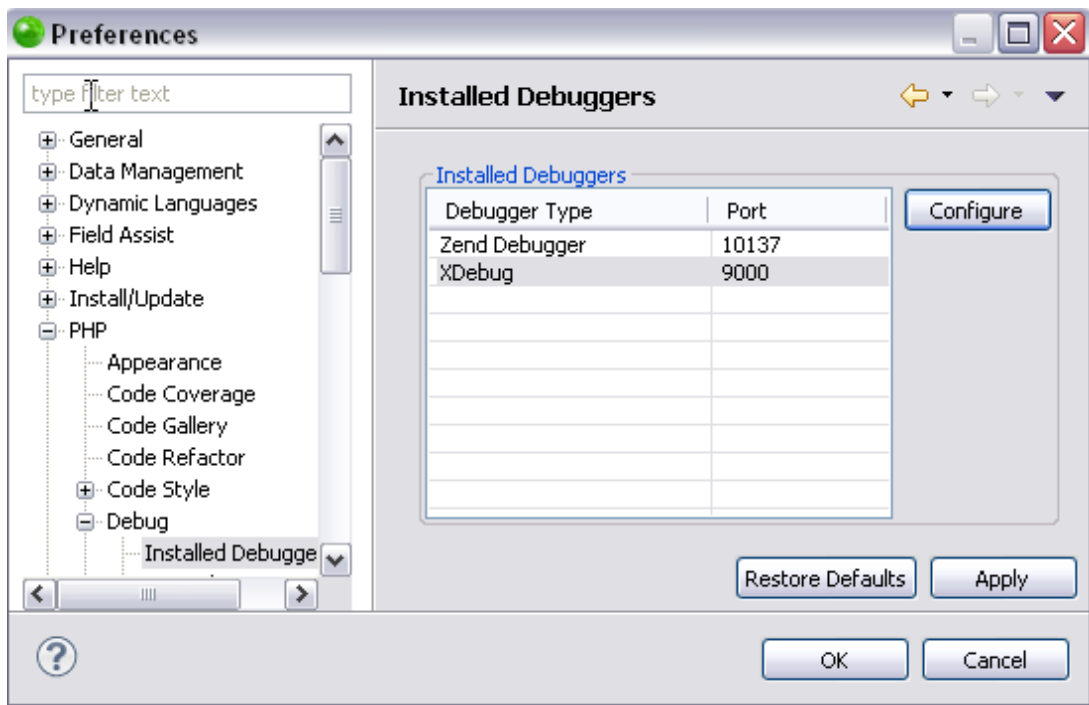 Preferences
type filter text
General
Data Management
Dynamic Languages
Field Assist
Help
Install/Update
PHP
Appearance
Code Coverage
Code Gallery
Code Refactor
Code Style
Debug
Installed Debugge
Installed Debuggers
Installed Debuggers
Debugger Type Port
Zend Debugger 10137
XDebug 9000
Configure
Restore Defaults Apply
OK Cancel